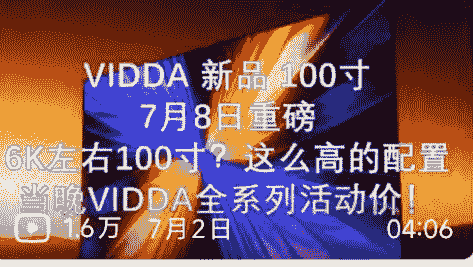 VIDDA 新品 100寸
7月8日重磅
6K左右100寸？这么高的配置
当晚VIDDA全系列活动价！
1.6万 7月2日 04:06